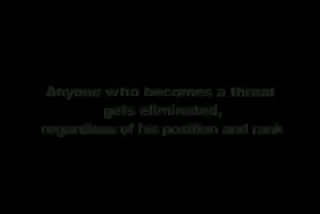 Anyone who becomes a threat
gets eliminated,
regardless of his position and rank